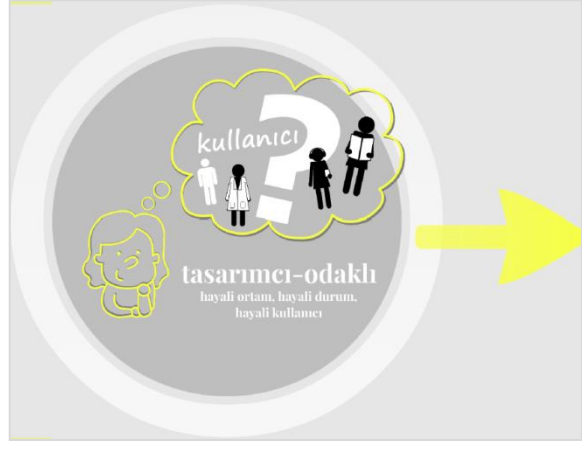 kullanıcı
?
tasarımcı-odaklı
hayali ortam, hayali durum,
hayali kullanıcı